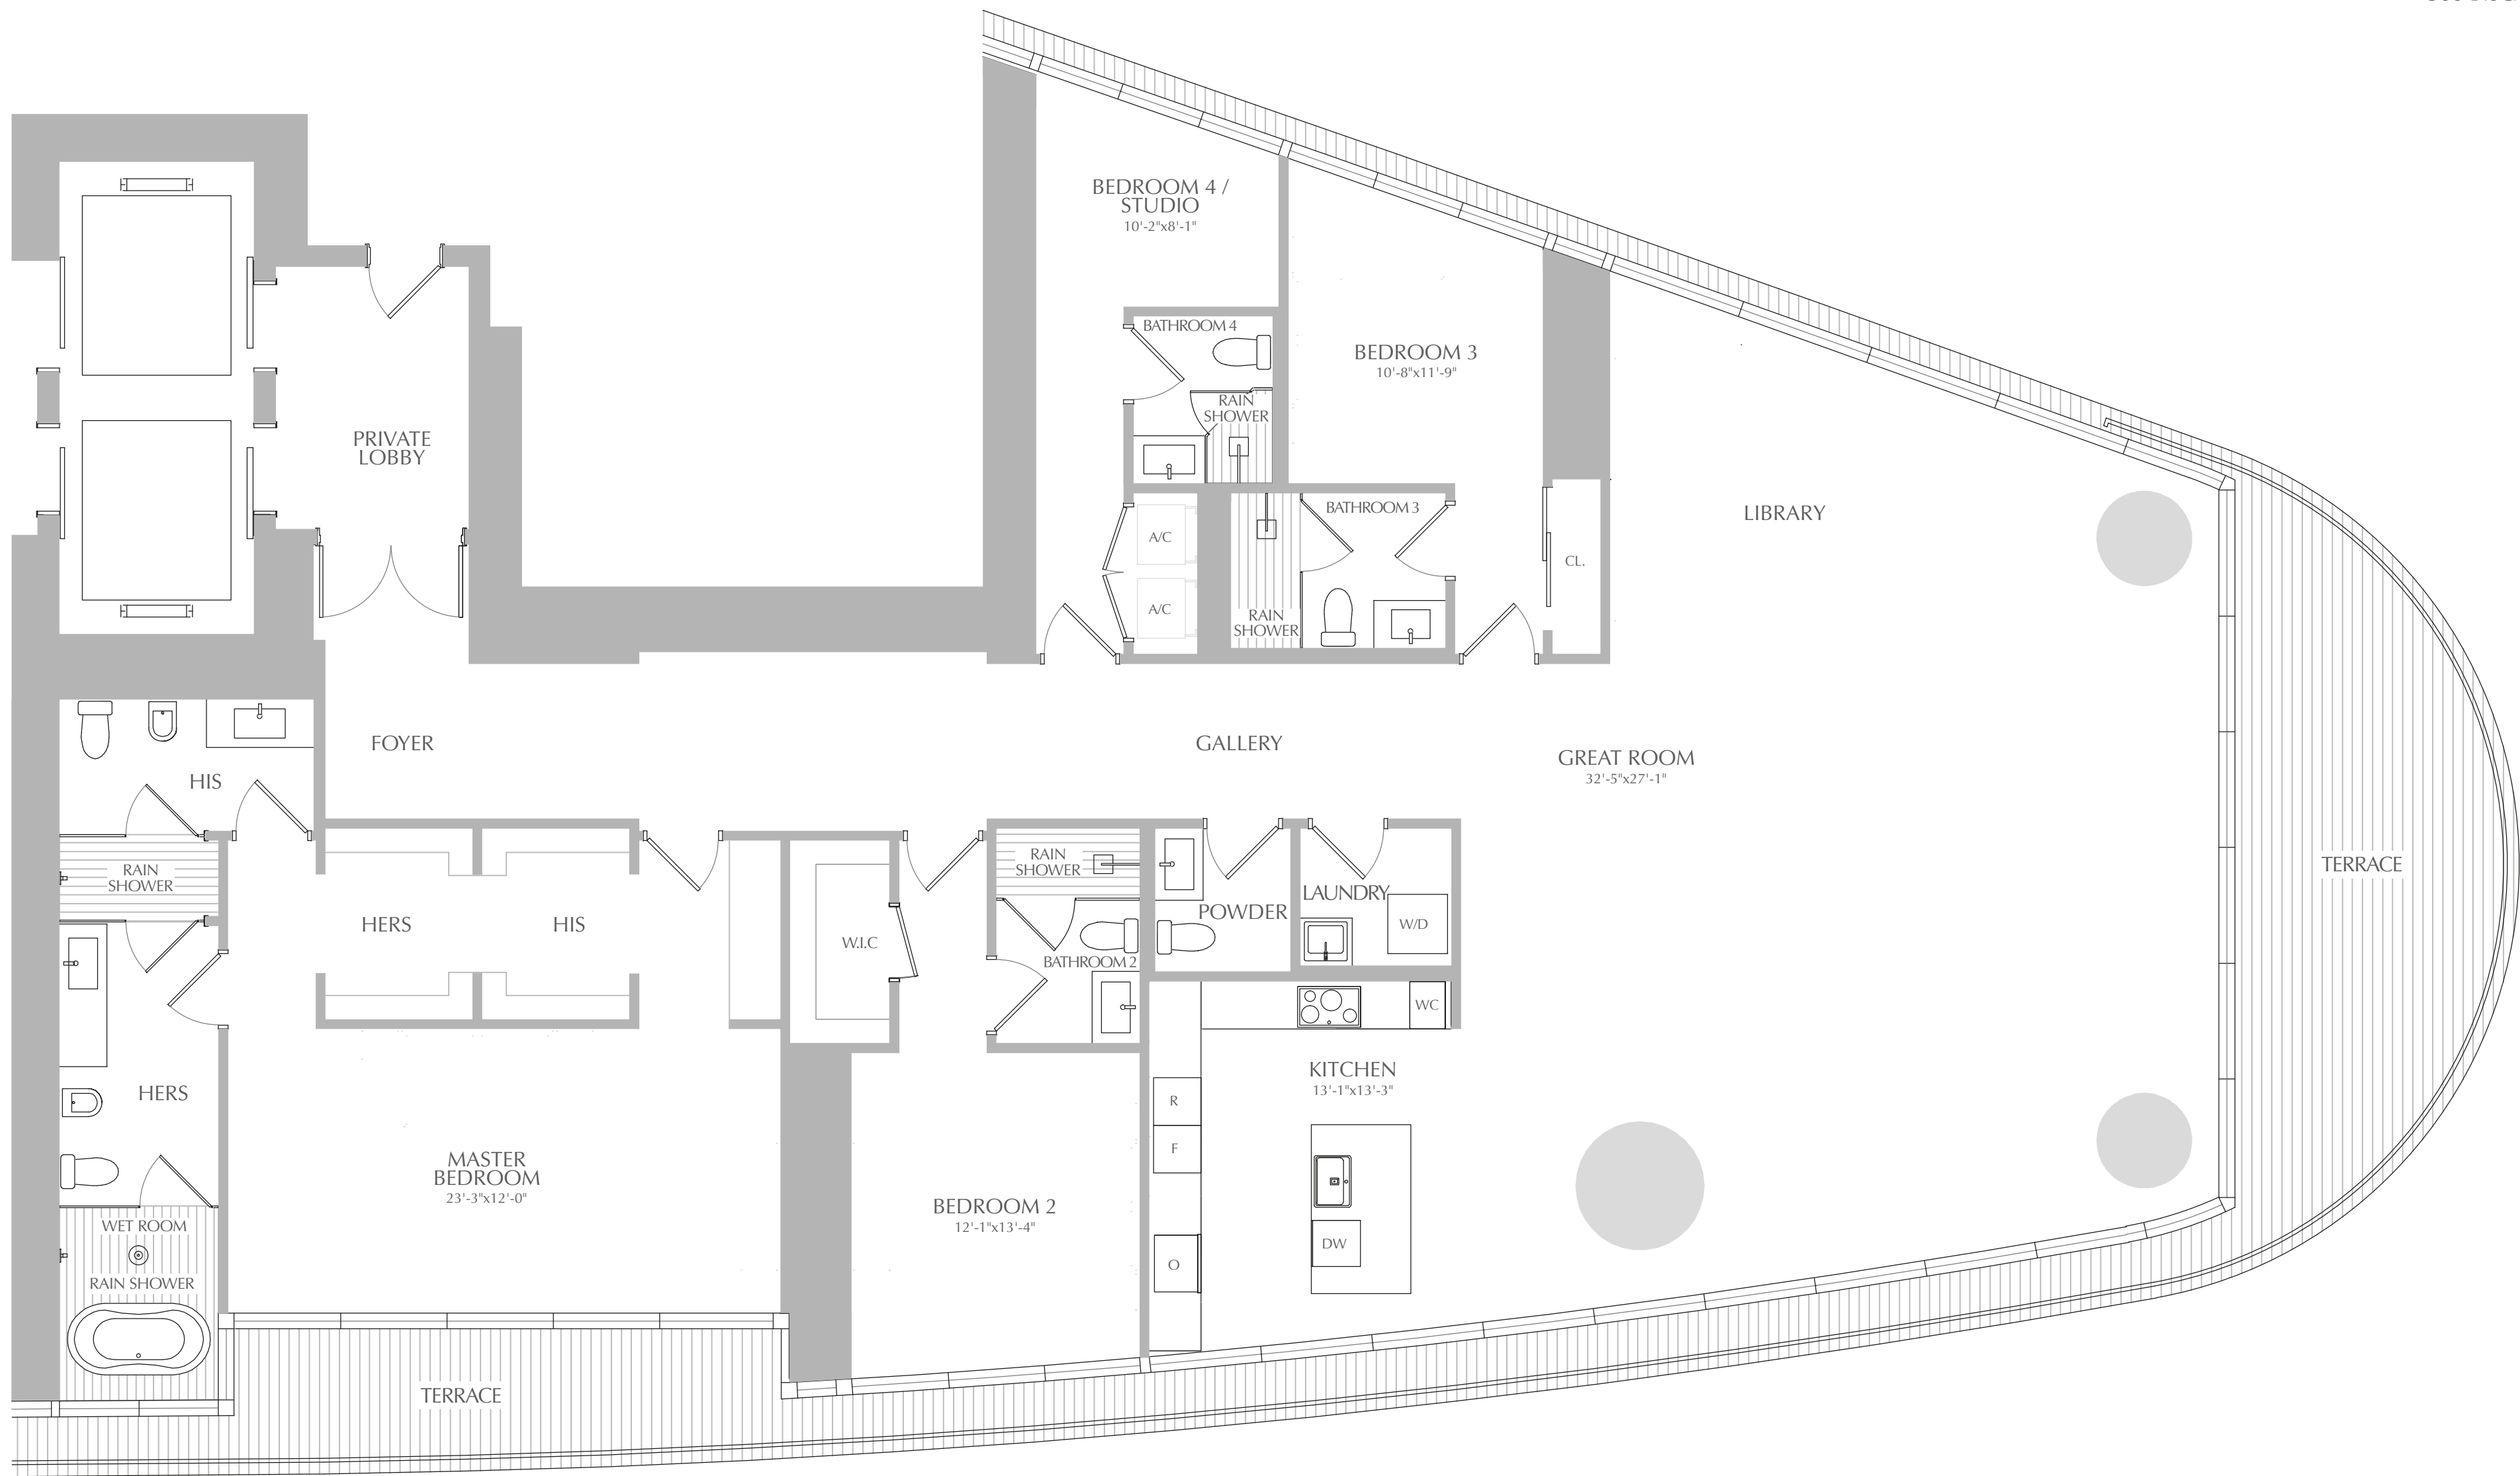 BEDROOM 4 /
STUDIO
10'-2"x8'-1"
BATHROOM 4
RAIN
SHOWER
BEDROOM 3
10'-8"x11'-9"
PRIVATE
LOBBY
A/C
A/C
RAIN
SHOWER
BATHROOM 3
CL.
LIBRARY
HIS
FOYER
GALLERY
GREAT ROOM
32'-5"x27'-1"
TERRACE
RAIN
SHOWER
HERS
HIS
W.I.C
RAIN
SHOWER
BATHROOM 2
POWDER
LAUNDRY
W/D
WC
HERS
KITCHEN
13'-1"x13'-3"
R
F
O
DW
MASTER
BEDROOM
23'-3"x12'-0"
BEDROOM 2
12'-1"x13'-4"
WET ROOM
RAIN SHOWER
TERRACE